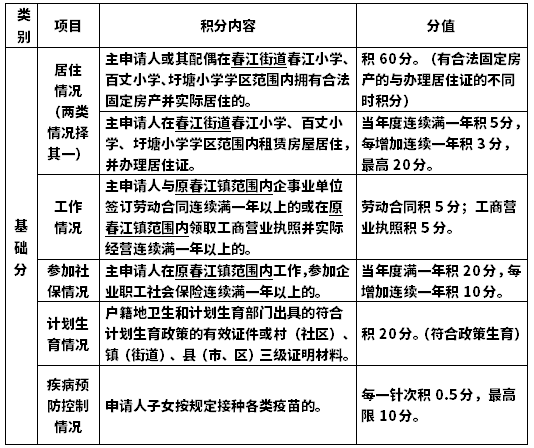 类别
项目
积分内容
分值
基础分
居住
情况
（两类
情况择
其一）
主申请人或其配偶在春江街道春江小学、
百丈小学、圩塘小学学区范围内拥有合法
固定房产并实际居住的。
积 60分。（有合法固定房
产的与办理居住证的不同
时积分）
主申请人在春江街道春江小学、百丈小
学、圩塘小学学区范围内租赁房屋居住，
并办理居住证。
当年度连续满一年积5分，
每增加连续一年积 3 分，
最高 20分。
工作
情况
主申请人与原春江镇范围内企事业单位
签订劳动合同连续满一年以上的或在原
春江镇范围内领取工商营业执照并实际
经营连续满一年以上的。
劳动合同积 5 分；工商营
业执照积 5 分。
参加社
保情况
主申请人在原春江镇范围内工作，参加企
业职工社会保险连续满一年以上的。
当年度满一年积 20分，每
增加连续一年积 10分。
计划生
育情况
户籍地卫生和计划生育部门出具的符合
计划生育政策的有效证件或村（社区）、
镇（街道）、县（市、区）三级证明材料。
积 20分。（符合政策生育）
疾病预
防控制
情况
申请人子女按规定接种各类疫苗的。
每一针次积 0.5分，最高
限 10分。